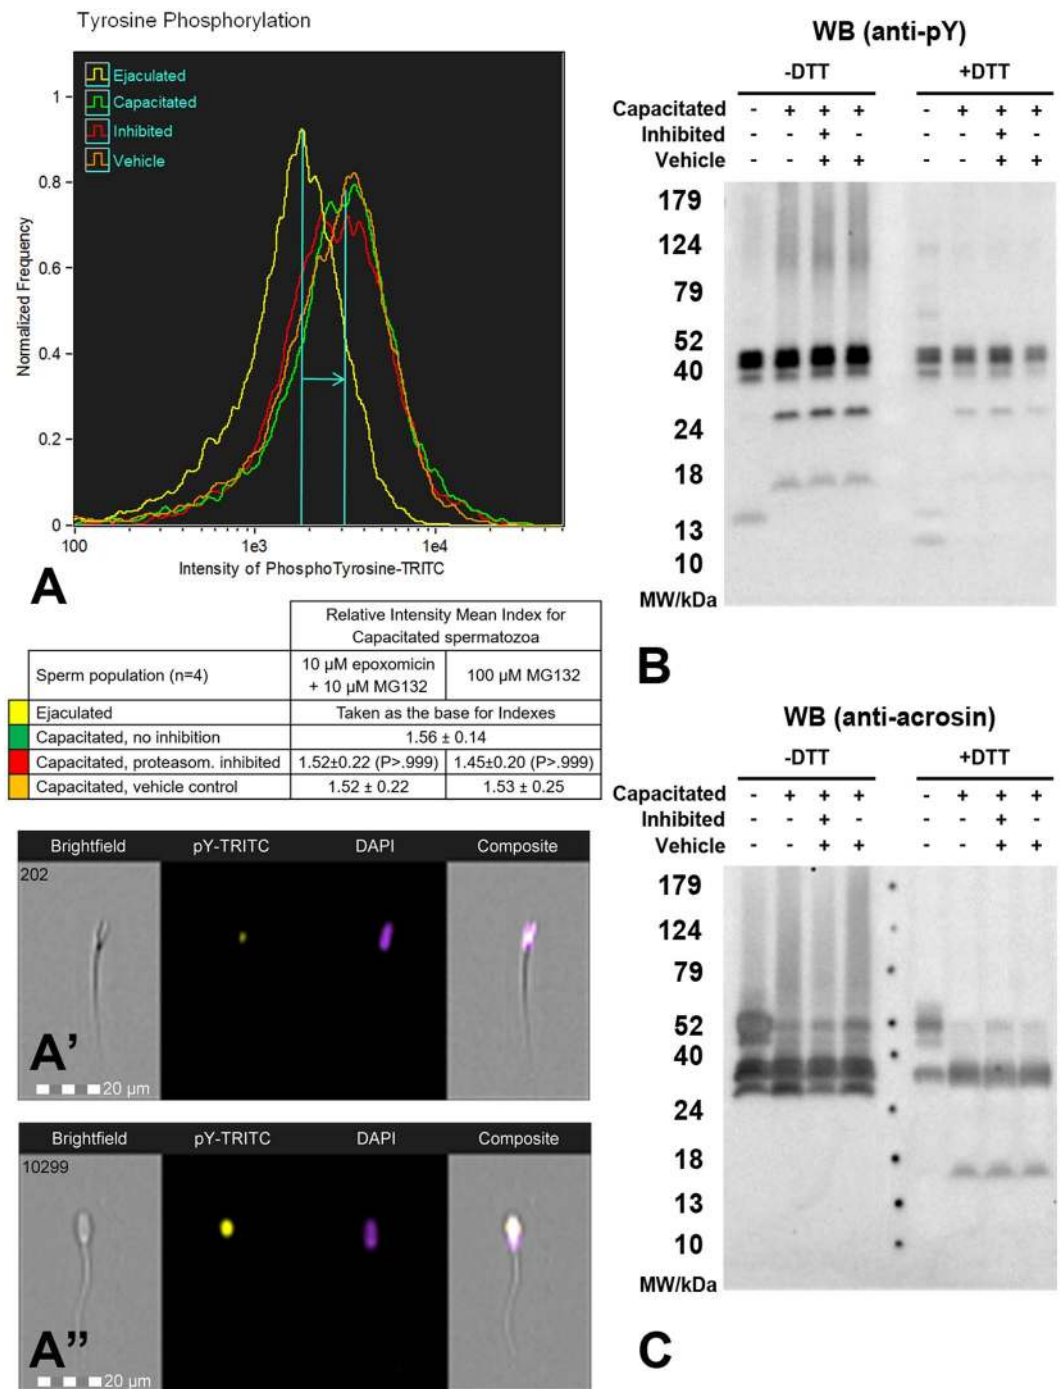 Tyrosine Phosphorylation
Ejaculated
Capacitated
Inhibited
Vehicle
Normalized Frequency
1
0.8
0.6
0.4
0.2
0
100 1e3 1e4
Intensity of PhosphoTyrosine-TRITC
A
Relative Intensity Mean Index for
Capacitated spermatozoa
Sperm population (n=4)
10 µM epoxomicin
+ 10 µM MG132
100 µM MG132
Ejaculated Taken as the base for Indexes
Capacitated, no inhibition 1.56 ± 0.14
Capacitated, proteasom. inhibited 1.52±0.22 (P>.999) 1.45±0.20 (P>.999)
Capacitated, vehicle control 1.52 ± 0.22 1.53 ± 0.25
Brightfield pY-TRITC DAPI Composite
202
A'
20 µm
Brightfield pY-TRITC DAPI Composite
10299
A"
20 µm
WB (anti-pY)
-DTT +DTT
Capacitated - + + + - + + +
Inhibited - - + - - - + -
Vehicle - - + + - - + +
179
124
79
52
40
24
18
13
10
MW/kDa
B
WB (anti-acrosin)
-DTT +DTT
Capacitated - + + + - + + +
Inhibited - - + - - - + -
Vehicle - - + + - - + +
179
124
79
52
40
24
18
13
10
MW/kDa
C